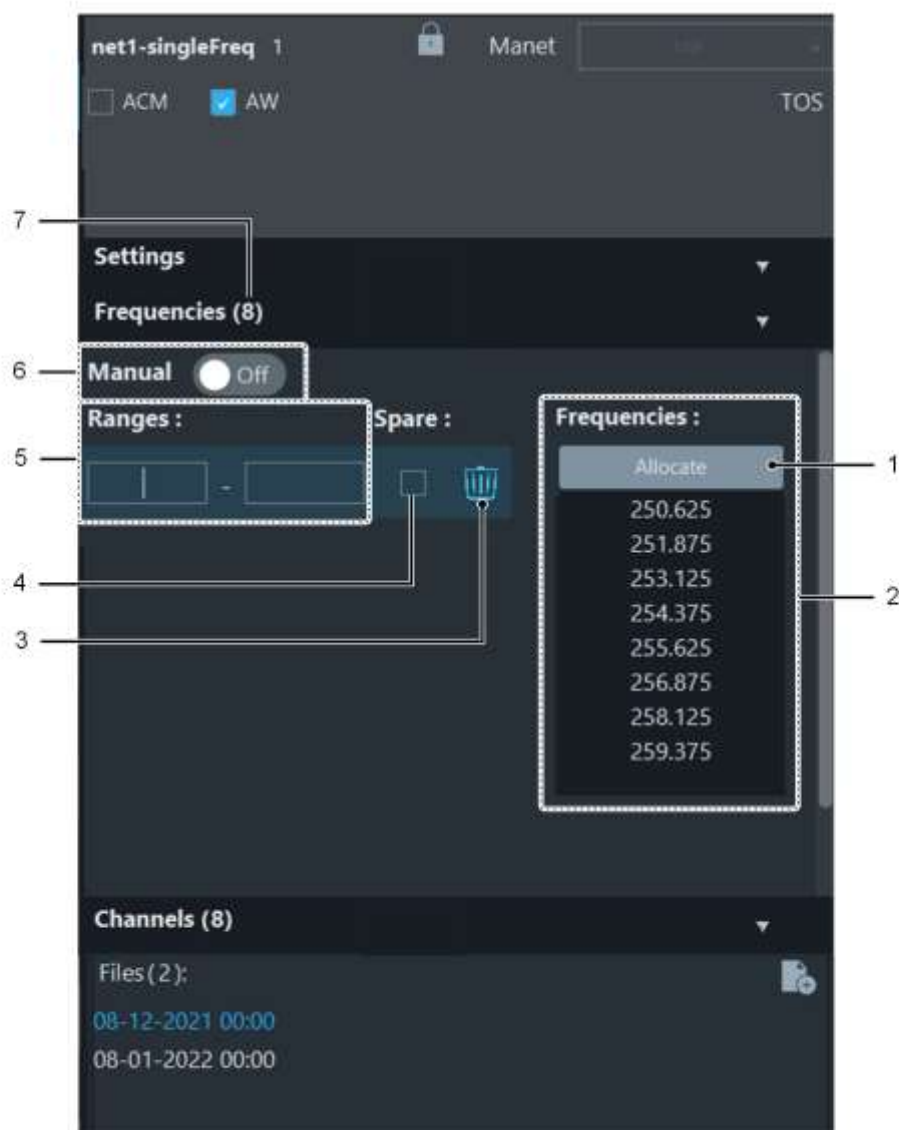 net1-singleFreq 1 Manet
ACM AW TOS
7
Settings
Frequencies (8)
6
Manual Off
Ranges : Spare : Frequencies :
5
- Allocate 1
250.625
251.875
4
253.125
2
254.375
3
255.625
256.875
258.125
259.375
Channels (8)
Files(2):
08-12-2021 00:00
08-01-2022 00:00